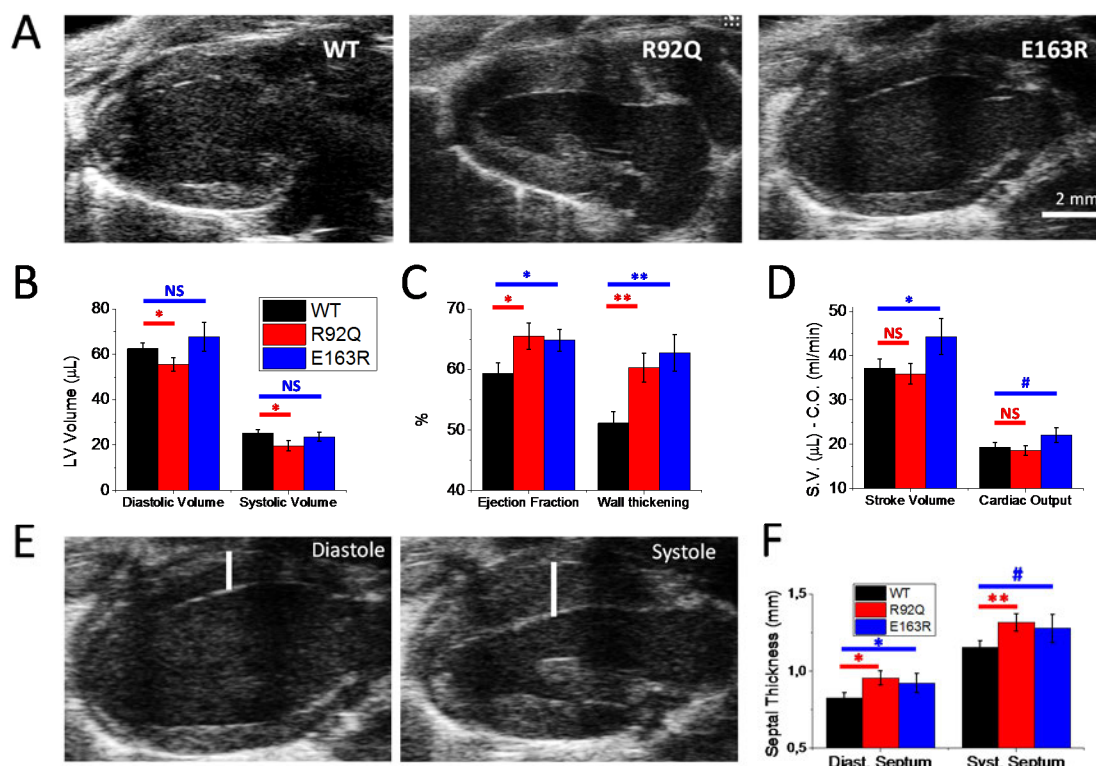 A
WT
R92Q
E163R
2 mm
B
LV Volume (µL)
80
60
40
20
0
NS
*
NS
*
WT
R92Q
E163R
Diastolic Volume
Systolic Volume
C
%
70
60
50
40
*
*
**
**
Ejection Fraction
Wall thickening
D
S.V. (µL) - C.O. (ml/min)
50
40
30
20
10
*
NS
#
NS
Stroke Volume
Cardiac Output
E
Diastole
Systole
F
Septal Thickness (mm)
1,5
1,0
0,5
WT
R92Q
E163R
*
*
#
**
Diast. Septum
Syst. Septum